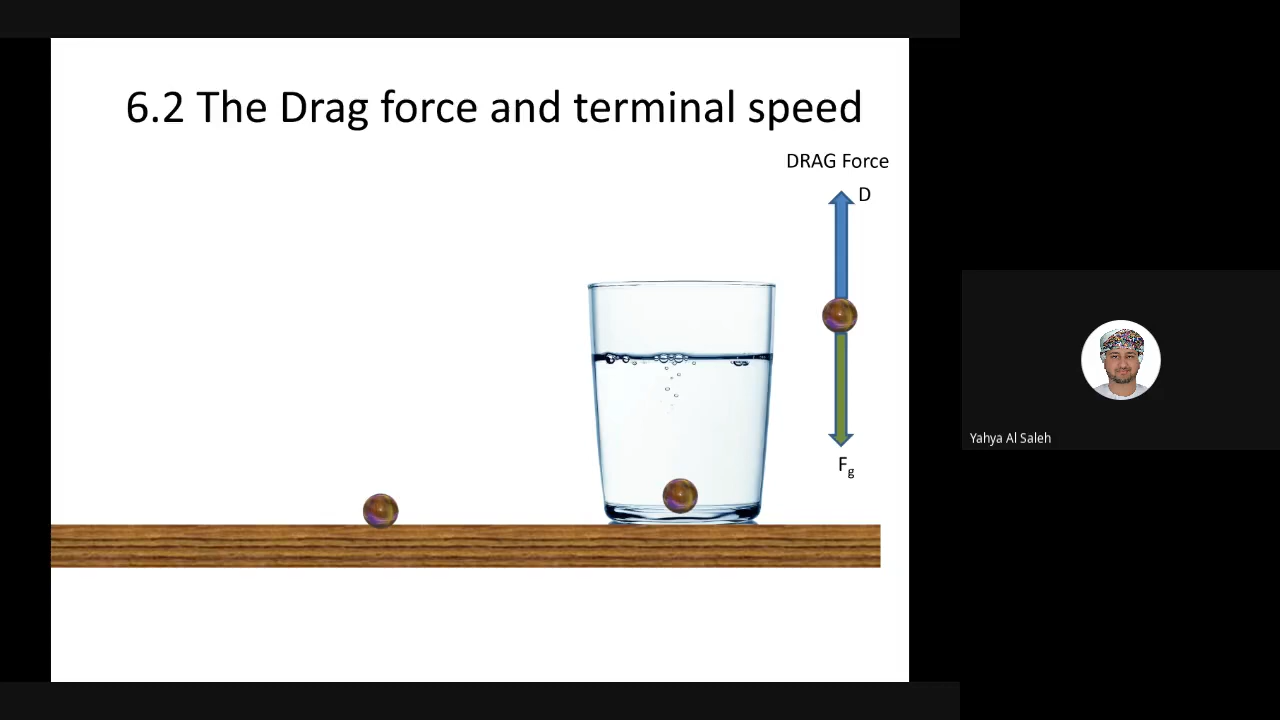 6.2 The Drag force and terminal speed
DRAG Force
D
Fg
Yahya Al Saleh